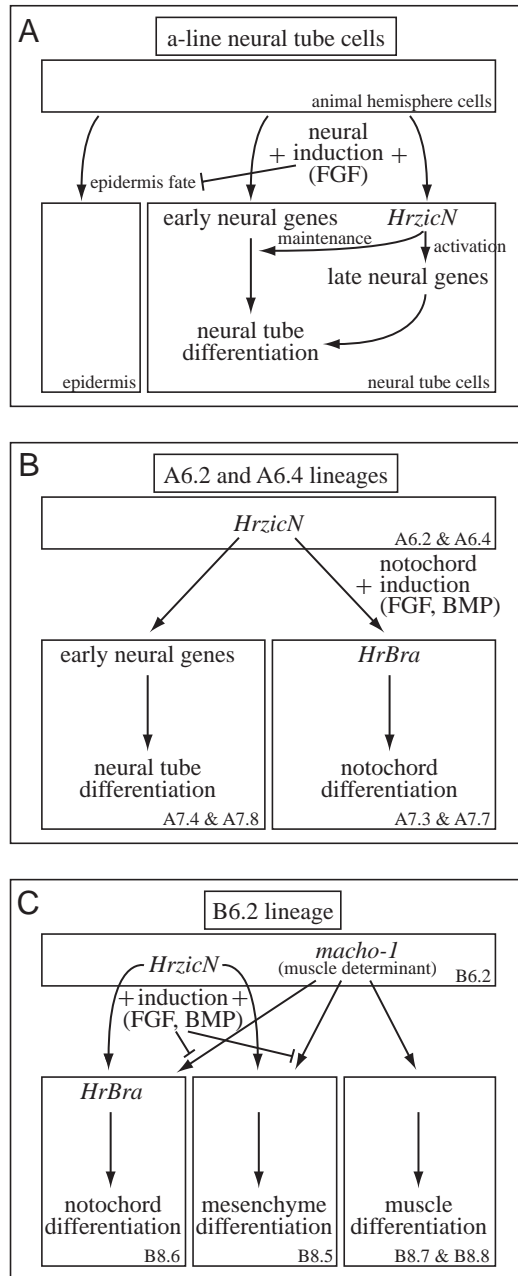 A
a-line neural tube cells
animal hemisphere cells
neural
+ induction +
(FGF)
epidermis fate
early neural genes
HrzicN
maintenance
activation
late neural genes
neural tube
differentiation
epidermis
neural tube cells
B
A6.2 and A6.4 lineages
HrzicN
A6.2 & A6.4
notochord
+ induction
(FGF, BMP)
early neural genes
HrBra
neural tube
differentiation
notochord
differentiation
A7.4 & A7.8
A7.3 & A7.7
C
B6.2 lineage
HrzicN
macho-1
(muscle determinant)
B6.2
+ induction +
(FGF, BMP)
HrBra
notochord
differentiation
mesenchyme
differentiation
muscle
differentiation
B8.6
B8.5
B8.7 & B8.8